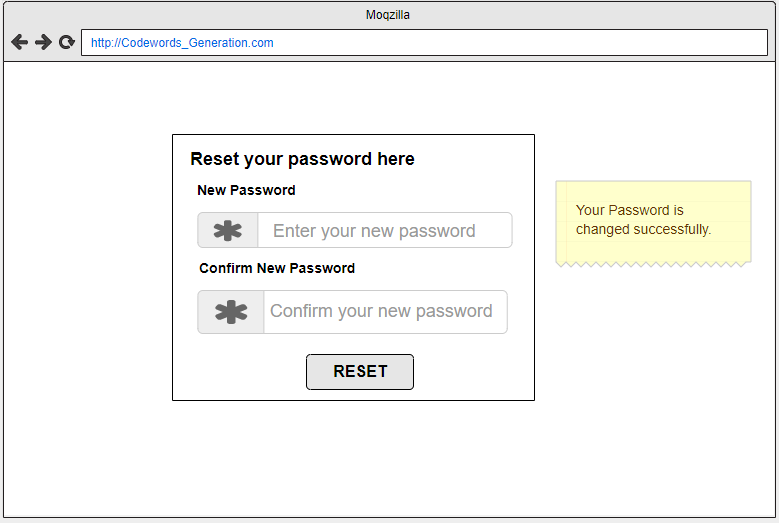 Moqzilla
http://Codewords_Generation.com
Reset your password here
New Password
Enter your new password
Confirm New Password
Confirm your new password
RESET
Your Password is
changed successfully.